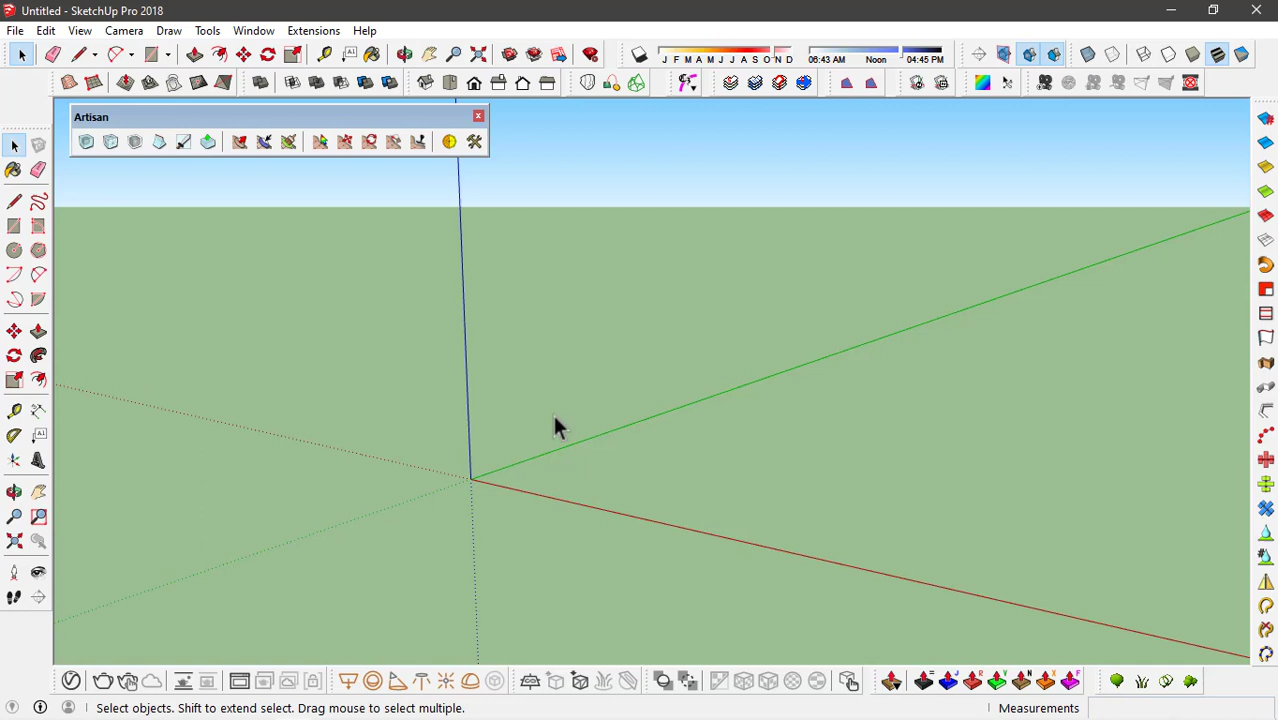 Untitled - SketchUp Pro 2018
File Edit View Camera Draw Tools Window Extensions Help
J F M A M J J A S O N D
06:43 AM Noon 04:45 PM
Artisan
Select objects. Shift to extend select. Drag mouse to select multiple.
Measurements